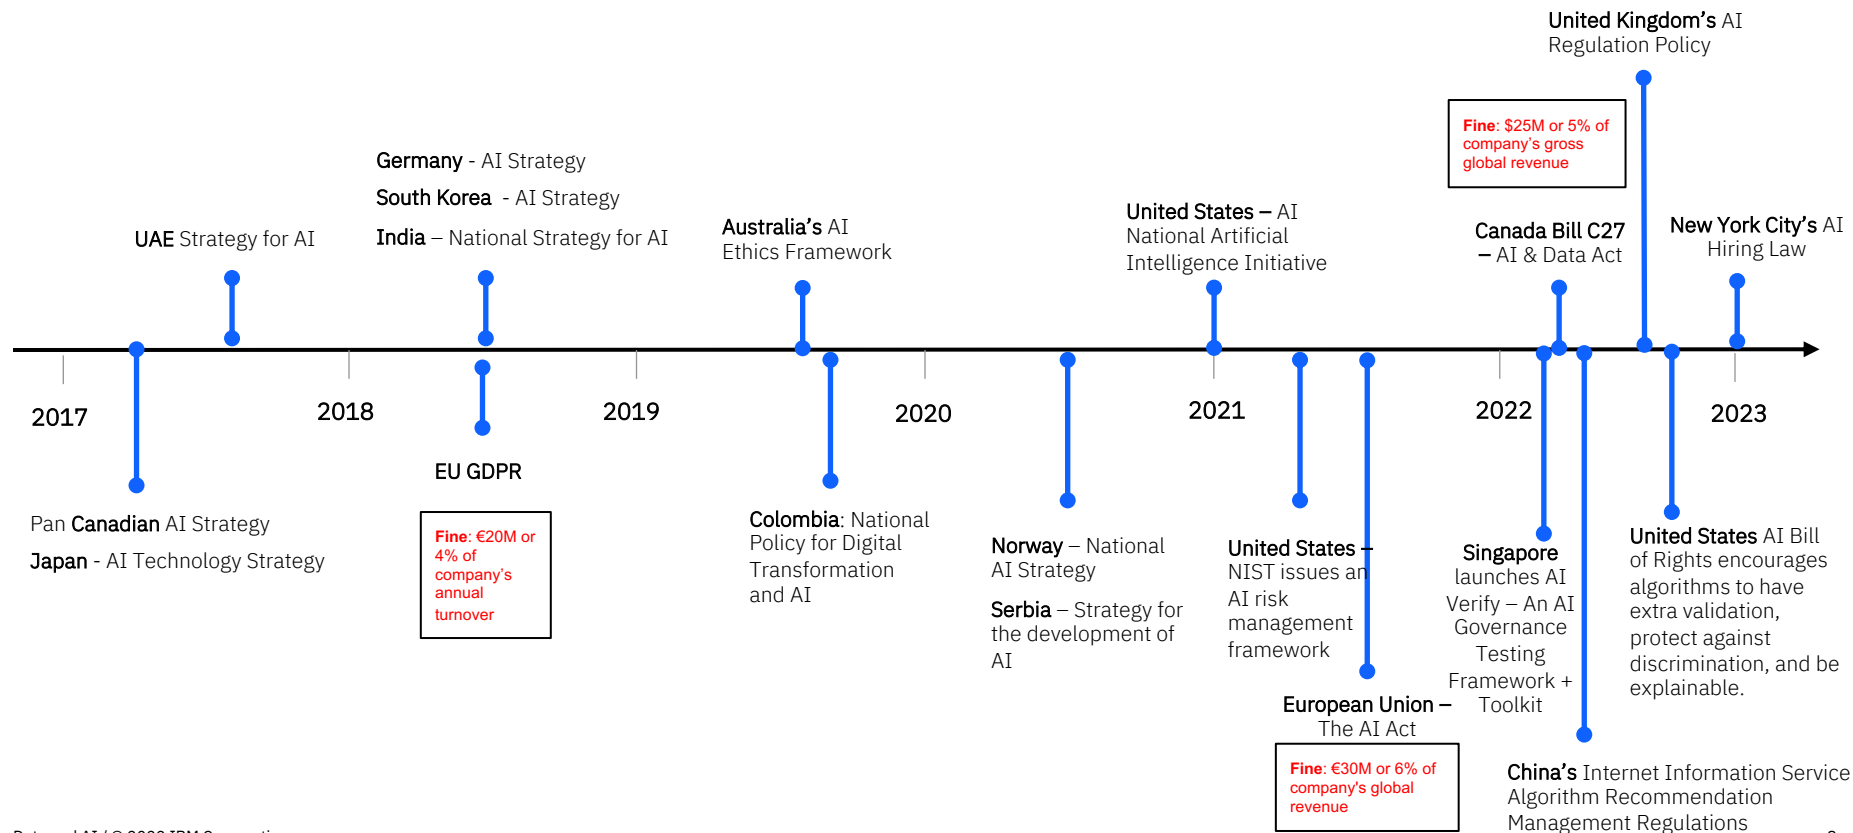 United Kingdom’s AI
Regulation Policy
Fine: $25M or 5% of
company’s gross
global revenue
Germany - AI Strategy
South Korea - AI Strategy
India – National Strategy for AI
UAE Strategy for AI
Australia’s AI
Ethics Framework
United States – AI
National Artificial
Intelligence Initiative
Canada Bill C27
– AI & Data Act
New York City’s AI
Hiring Law
2017
2018
2019
2020
2021
2022
2023
Pan Canadian AI Strategy
Japan - AI Technology Strategy
EU GDPR
Fine: €20M or
4% of
company’s
annual
turnover
Colombia: National
Policy for Digital
Transformation
and AI
Norway – National
AI Strategy
Serbia – Strategy for
the development of
AI
United States –
NIST issues an
AI risk
management
framework
European Union –
The AI Act
Fine: €30M or 6% of
company's global
revenue
Singapore
launches AI
Verify – An AI
Governance
Testing
Framework +
Toolkit
United States AI Bill
of Rights encourages
algorithms to have
extra validation,
protect against
discrimination, and be
explainable.
China’s Internet Information Service
Algorithm Recommendation
Management Regulations